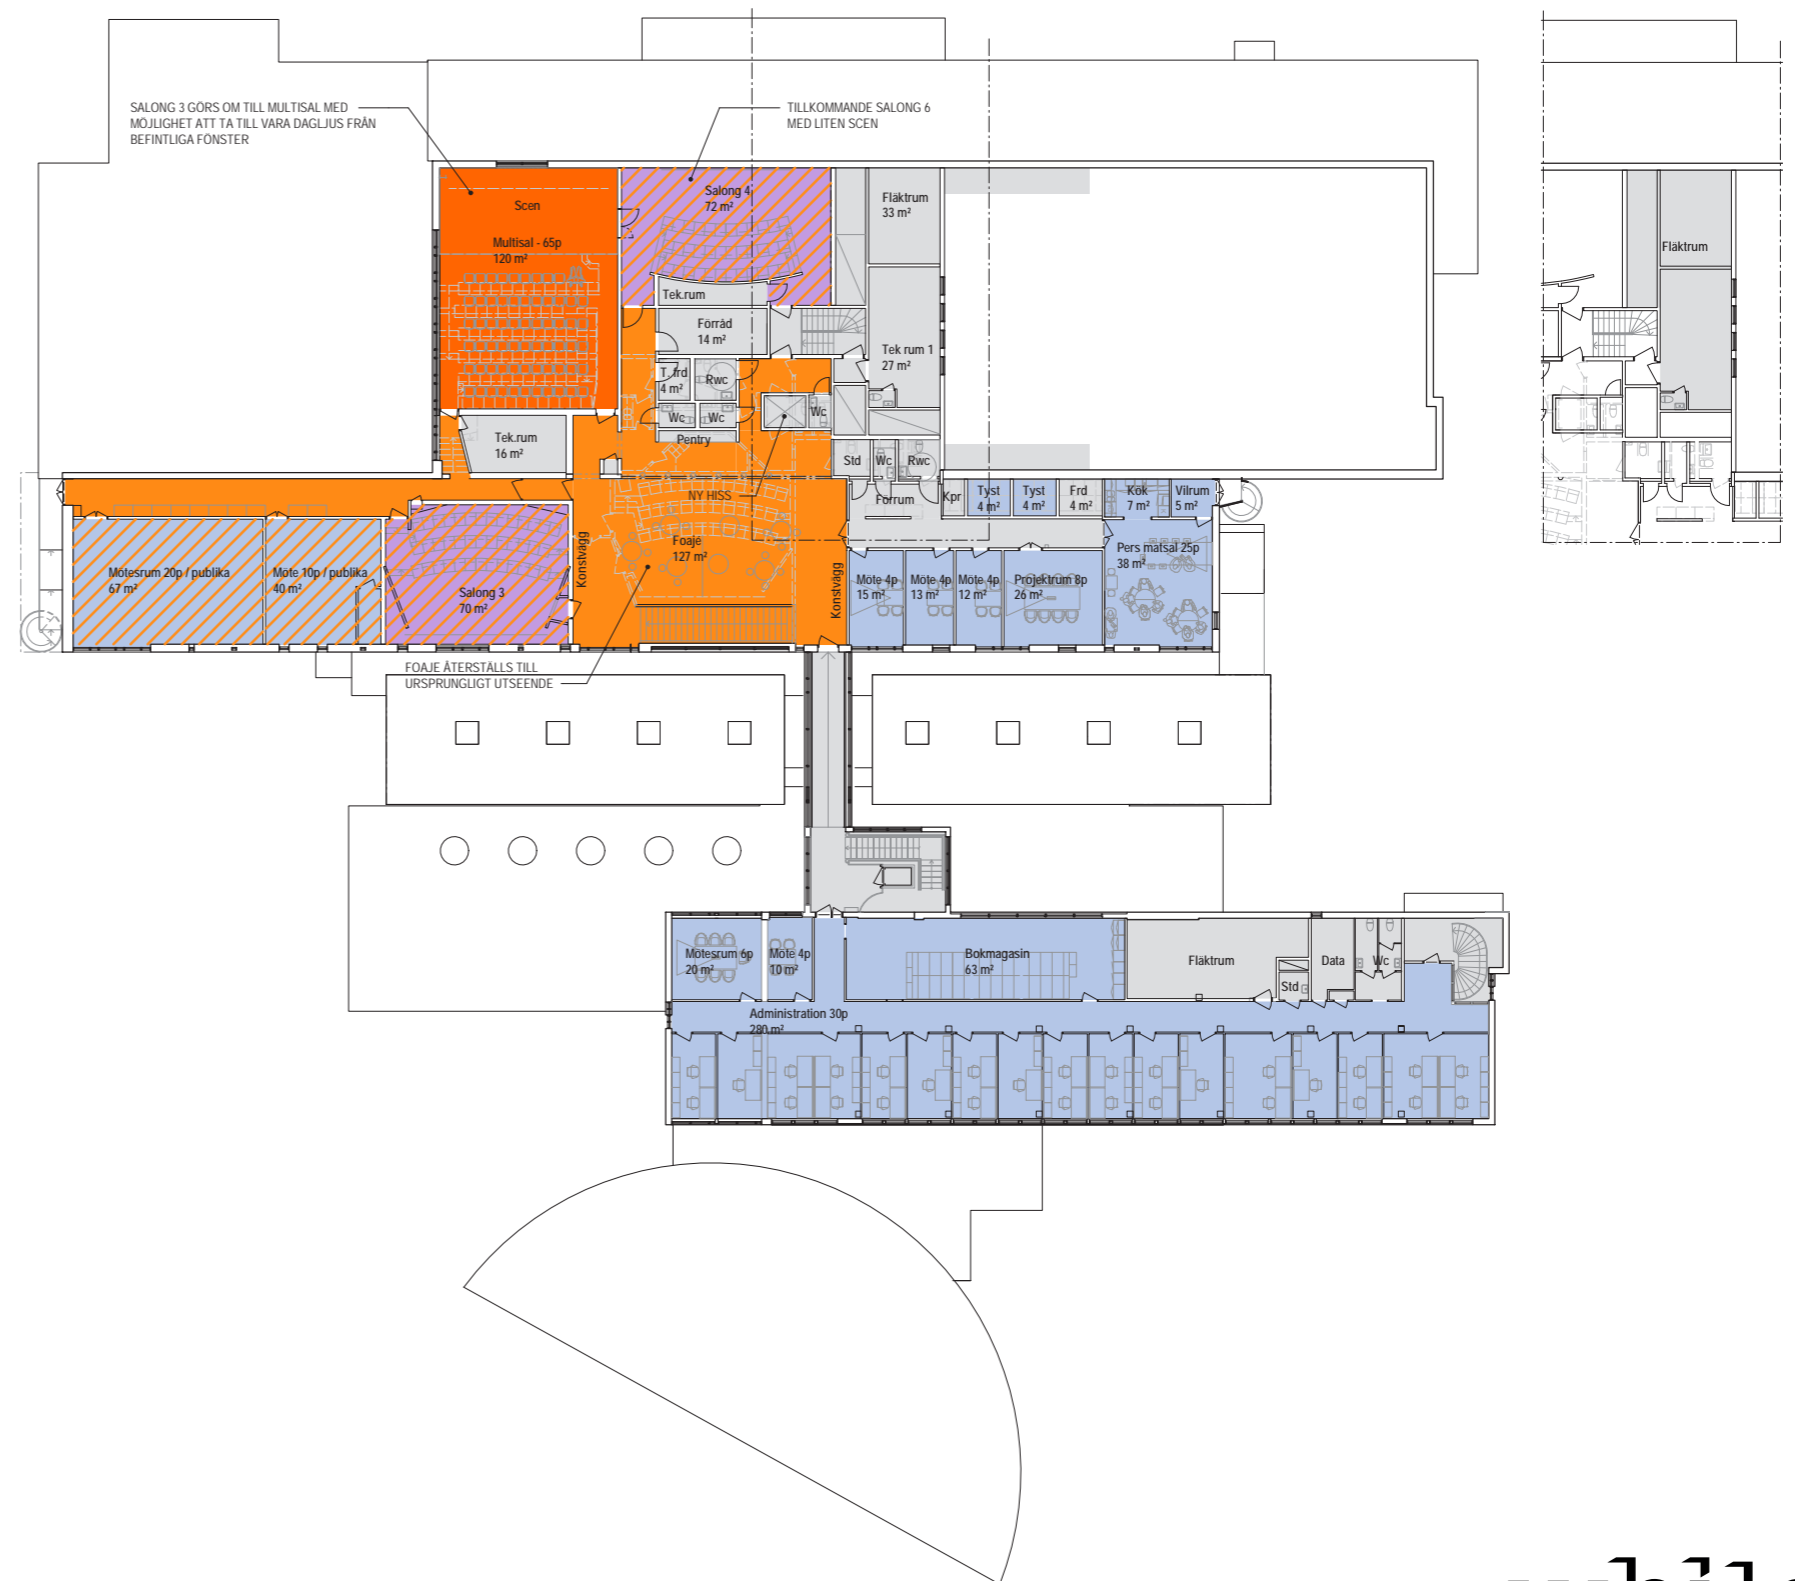 SALONG 3 GÖRS OM TILL MULTISAL MED
MÖJLIGHET ATT TA TILL VARA DAGLJUS FRÅN
BEFINTLIGA FÖNSTER
TILLKOMMANDE SALONG 6
MED LITEN SCEN
Scen
Multisal - 65p
120 m²
Salong 4
72 m²
Fläktrum
33 m²
Fläktrum
Tek.rum
Förråd
14 m²
Tek rum 1
27 m²
T. frd
4 m²
Rwc
Wc
Wc
Wc
Pentry
Tek.rum
16 m²
Std
Wc
Rwc
NY HISS
Förrum
Kpr
Tyst
4 m²
Tyst
4 m²
Frd
4 m²
Kök
7 m²
Vilrum
5 m²
Foajé
127 m²
Konstvägg
Konstvägg
Pers matsal 25p
38 m²
Mötesrum 20p / publika
67 m²
Möte 10p / publika
40 m²
Salong 3
70 m²
Möte 4p
15 m²
Möte 4p
13 m²
Möte 4p
12 m²
Projektrum 8p
26 m²
FOAJE ÅTERSTÄLLS TILL
URSPRUNGLIGT UTSEENDE
Mötesrum 6p
20 m²
Möte 4p
10 m²
Bokmagasin
63 m²
Fläktrum
Std
Data
Wc
Administration 30p
280 m²